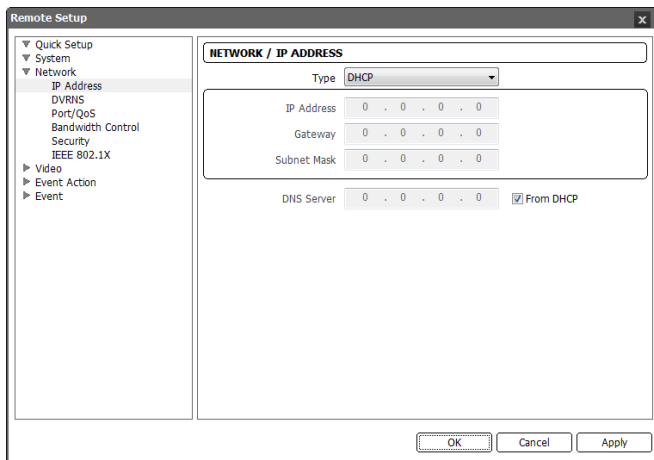 Remote Setup
x
Quick Setup
System
Network
IP Address
DVRNS
Port/QoS
Bandwidth Control
Security
IEEE 802.1X
Video
Event Action
Event
NETWORK / IP ADDRESS
Type DHCP
IP Address 0 . 0 . 0 . 0
Gateway 0 . 0 . 0 . 0
Subnet Mask 0 . 0 . 0 . 0
DNS Server 0 . 0 . 0 . 0 From DHCP
OK Cancel Apply